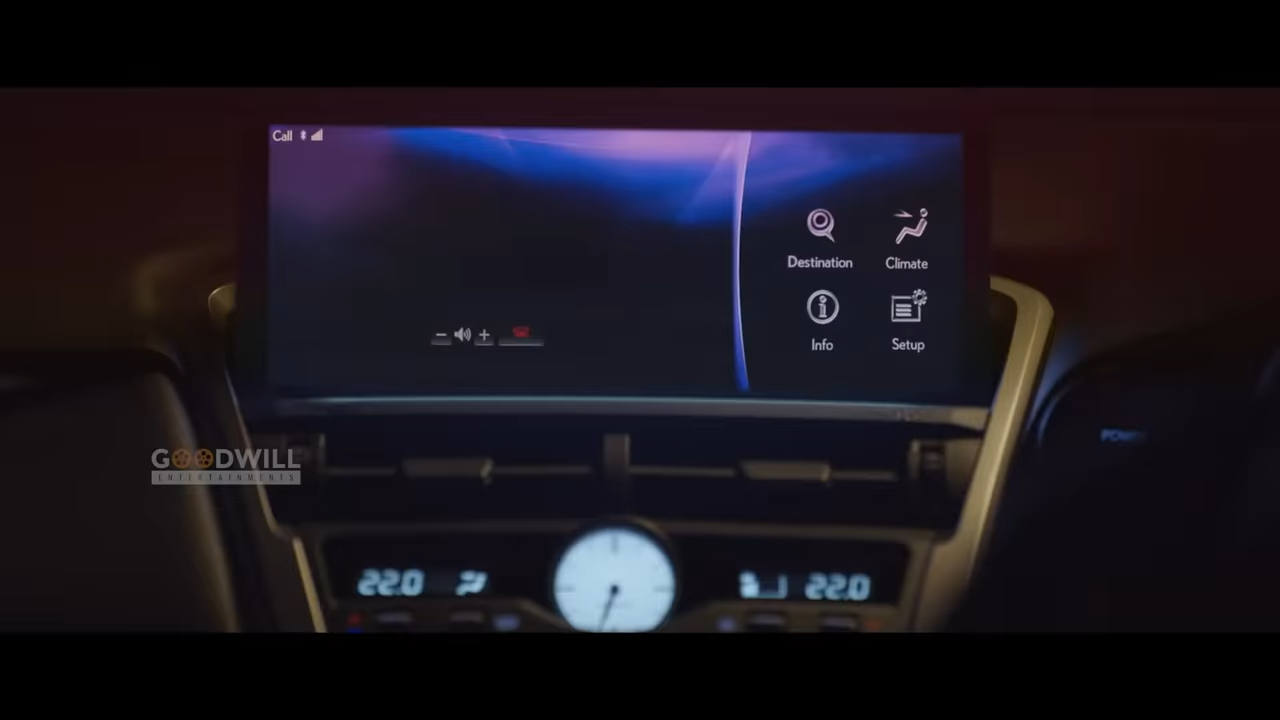 Call
Destination
Climate
Info
Setup
GOODWILL
ENTERTAINMENTS
22.0
22.0